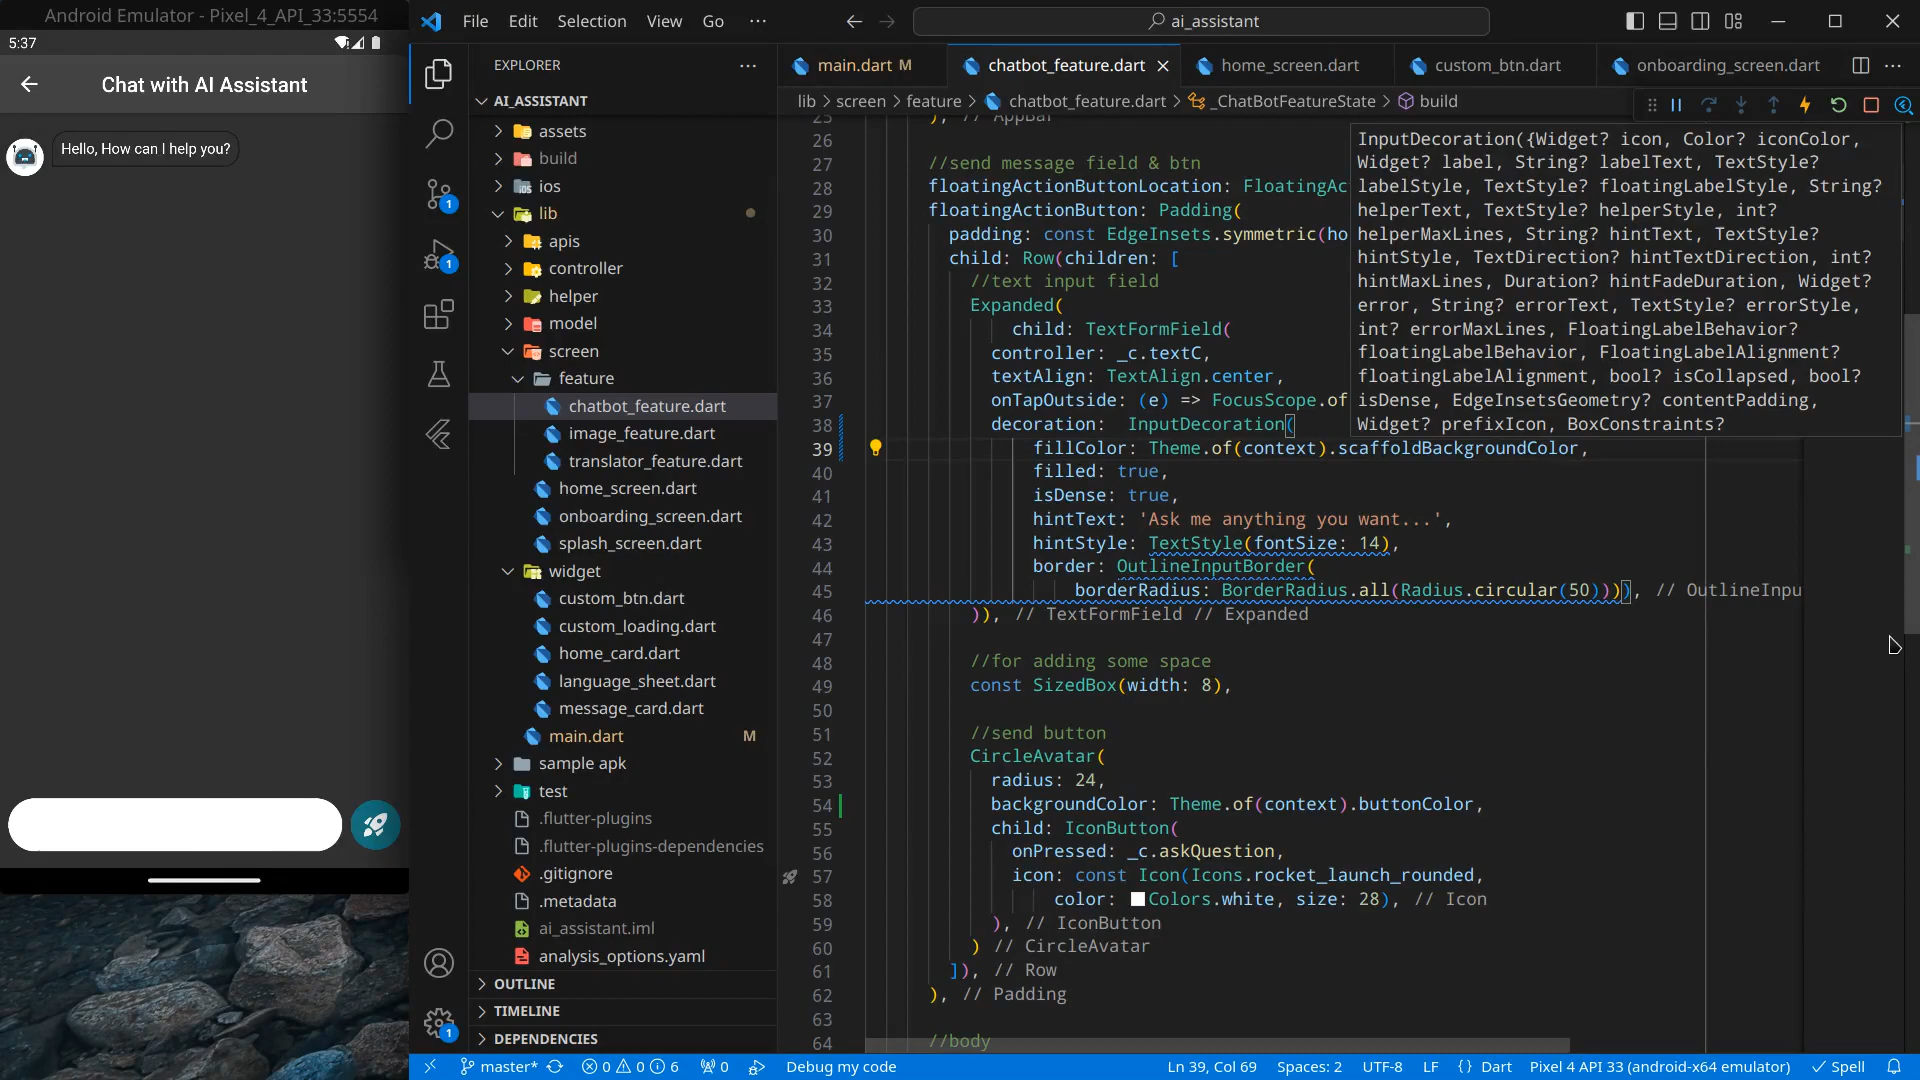 Android Emulator - Pixel_4_API_33:5554
5:37
Chat with AI Assistant
Hello, How can I help you?
File Edit Selection View Go
ai_assistant
EXPLORER
AI_ASSISTANT
assets
build
ios
lib
apis
controller
helper
model
screen
feature
chatbot_feature.dart
image_feature.dart
translator_feature.dart
home_screen.dart
onboarding_screen.dart
splash_screen.dart
widget
custom_btn.dart
custom_loading.dart
home_card.dart
language_sheet.dart
message_card.dart
main.dart M
sample apk
test
.flutter-plugins
.flutter-plugins-dependencies
.gitignore
.metadata
ai_assistant.iml
analysis_options.yaml
OUTLINE
TIMELINE
DEPENDENCIES
1
1
1
main.dart M chatbot_feature.dart home_screen.dart custom_btn.dart onboarding_screen.dart
lib > screen > feature > chatbot_feature.dart > _ChatBotFeatureState > build
25 ), // AppBar
26
27 //send message field & btn
28 floatingActionButtonLocation: FloatingAc
29 floatingActionButton: Padding(
30 padding: const EdgeInsets.symmetric(ho
31 child: Row(children: [
32 //text input field
33 Expanded(
34 child: TextFormField(
35 controller: _c.textC,
36 textAlign: TextAlign.center,
37 onTapOutside: (e) => FocusScope.of
38 decoration: InputDecoration(
39 fillColor: Theme.of(context).scaffoldBackgroundColor,
40 filled: true,
41 isDense: true,
42 hintText: 'Ask me anything you want...',
43 hintStyle: TextStyle(fontSize: 14),
44 border: OutlineInputBorder(
45 borderRadius: BorderRadius.all(Radius.circular(50)))), // OutlineInpu
46 )), // TextFormField // Expanded
47
48 //for adding some space
49 const SizedBox(width: 8),
50
51 //send button
52 CircleAvatar(
53 radius: 24,
54 backgroundColor: Theme.of(context).buttonColor,
55 child: IconButton(
56 onPressed: _c.askQuestion,
57 icon: const Icon(Icons.rocket_launch_rounded,
58 color: Colors.white, size: 28), // Icon
59 ), // IconButton
60 ) // CircleAvatar
61 ]), // Row
62 ), // Padding
63
64 //body
InputDecoration({Widget? icon, Color? iconColor,
Widget? label, String? labelText, TextStyle?
labelStyle, TextStyle? floatingLabelStyle, String?
helperText, TextStyle? helperStyle, int?
helperMaxLines, String? hintText, TextStyle?
hintStyle, TextDirection? hintTextDirection, int?
hintMaxLines, Duration? hintFadeDuration, Widget?
error, String? errorText, TextStyle? errorStyle,
int? errorMaxLines, FloatingLabelBehavior?
floatingLabelBehavior, FloatingLabelAlignment?
floatingLabelAlignment, bool? isCollapsed, bool?
isDense, EdgeInsetsGeometry? contentPadding,
Widget? prefixIcon, BoxConstraints?
master* 0 0 6 0 Debug my code Ln 39, Col 69 Spaces: 2 UTF-8 LF {} Dart Pixel 4 API 33 (android-x64 emulator) Spell